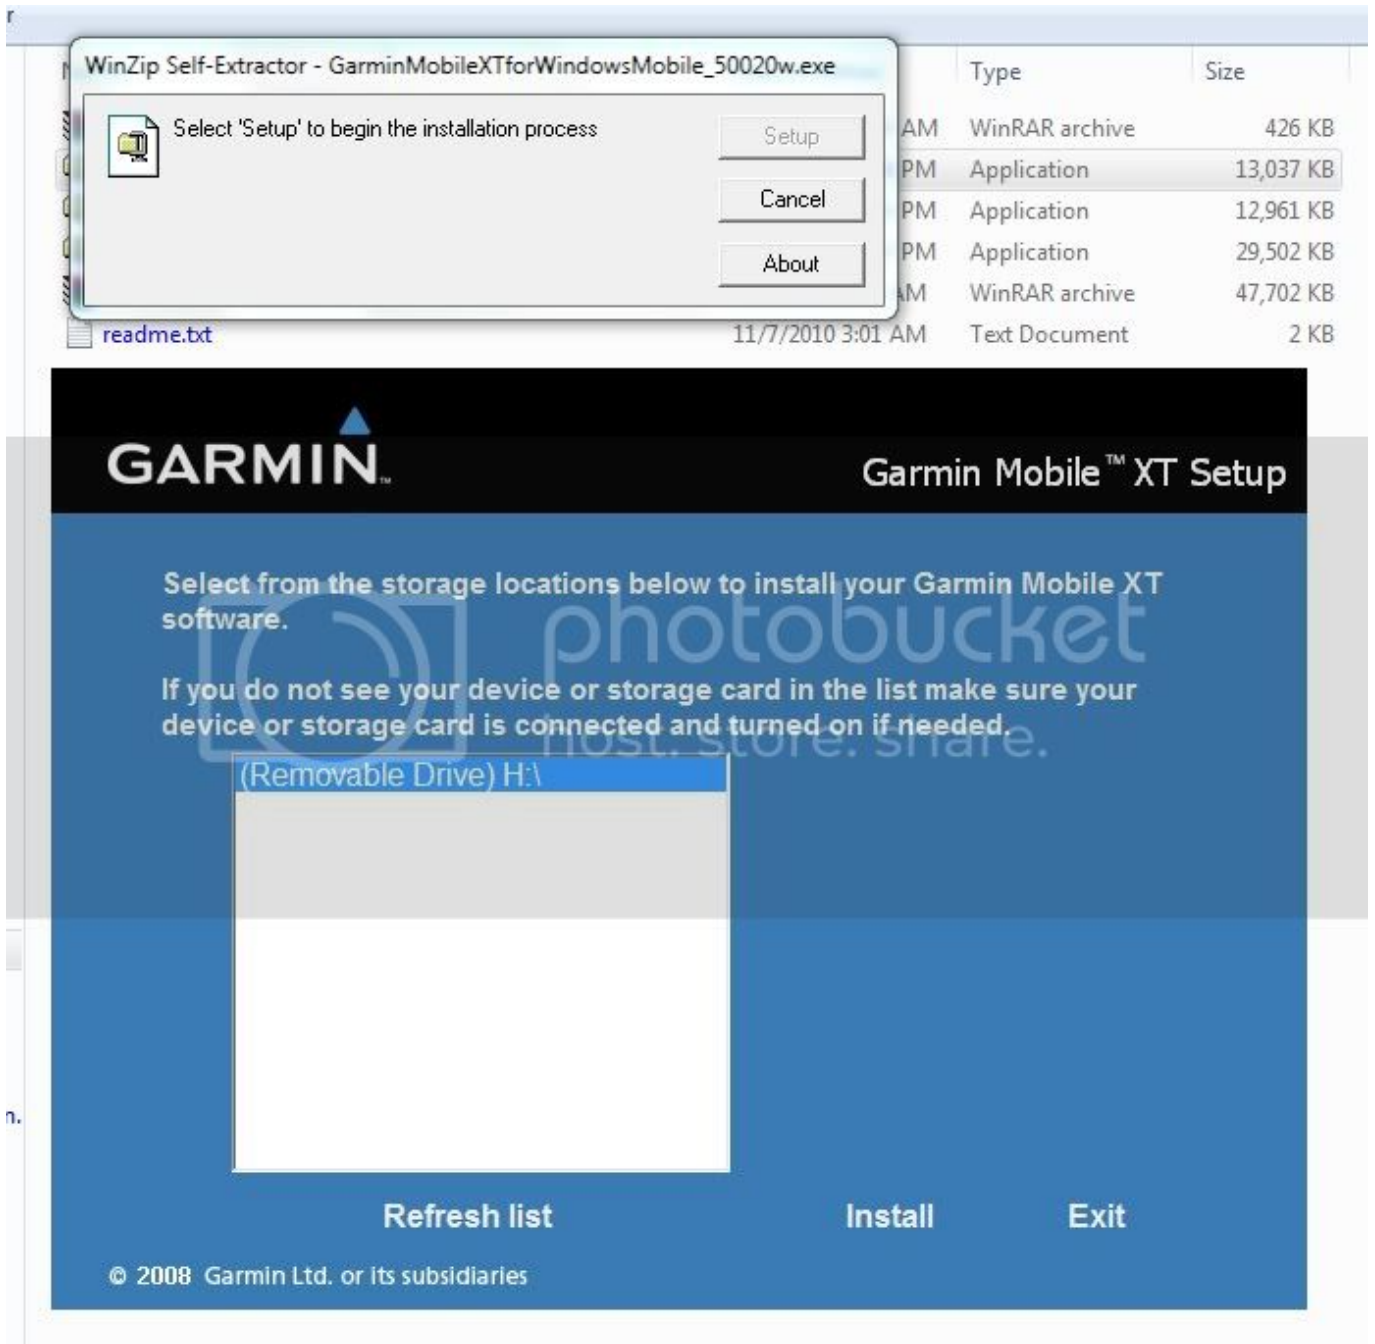 r
WinZip Self-Extractor - GarminMobileXTforWindowsMobile_50020w.exe
Type Size
Select 'Setup' to begin the installation process
Setup
AM WinRAR archive 426 KB
PM Application 13,037 KB
Cancel
PM Application 12,961 KB
About
PM Application 29,502 KB
AM WinRAR archive 47,702 KB
readme.txt 11/7/2010 3:01 AM Text Document 2 KB
GARMIN™
Garmin Mobile™ XT Setup
Select from the storage locations below to install your Garmin Mobile XT
software.
photobucket
If you do not see your device or storage card in the list make sure your
device or storage card is connected and turned on if needed.
host. store. share.
(Removable Drive) H:\
n.
Refresh list Install Exit
© 2008 Garmin Ltd. or its subsidiaries